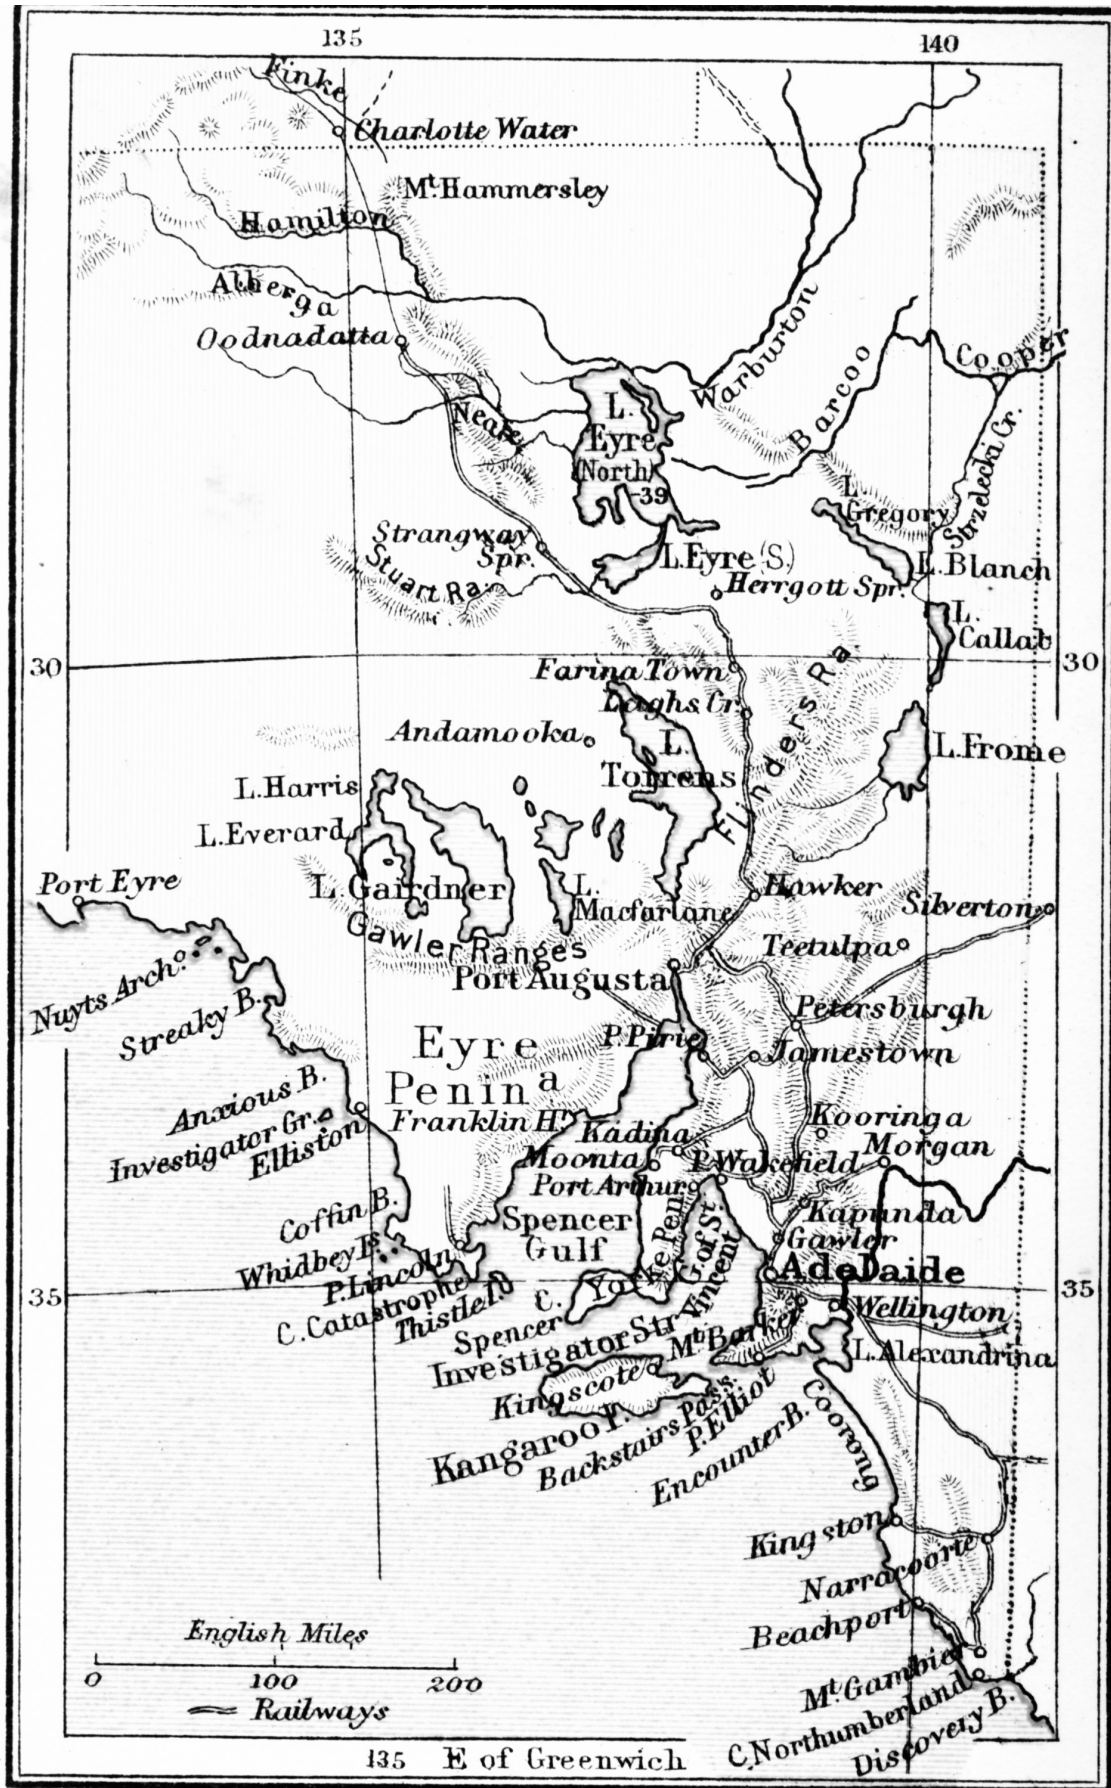 135
140
Finke
Charlotte Water
Mt. Hammersley
Hamilton
Alberga
Oodnadatta
Warburton
Cooper
Barcoo
Neales
L.
Eyre
(North)
-39
Strzelecki Cr.
L
Gregory
Strangway
Spr.
Stuart Ra.
L. Eyre (S.)
L. Blanch
Herrgott Spr.
L.
Callab
30
30
Farina Town
Flinders Ra.
Leighs Cr.
Andamooka
L.
Torrens
L. Frome
L. Harris
L. Everard
Port Eyre
L. Gairdner
L.
Macfarlane
Hawker
Silverton
Gawler Ranges
Teetulpa
Port Augusta
Nuyts Arch.
Streaky B.
Petersburgh
Eyre
Penina
P. Pirie
Jamestown
Anxious B.
Investigator Gr.
Elliston
Franklin Hr.
Kadina
Kooringa
Moonta
P. Wakefield
Morgan
Port Arthur
Coffin B.
Whidbey Is.
Spencer
Gulf
Yorke Pen.
G. of St.
Vincent
Kapunda
Gawler
Adelaide
P. Lincoln
35
35
C. Catastrophe
Thistle I.
C.
Spencer
Wellington
Investigator Str
Mt. Barker
L. Alexandrina
Kingscote
Kangaroo I.
Backstairs Pass.
P. Elliot
Encounter B.
Coorong
Kingston
Narracoorte
Beachport
Mt. Gambier
C. Northumberland
Discovery B.
English Miles
0 100 200
Railways
135 E of Greenwich